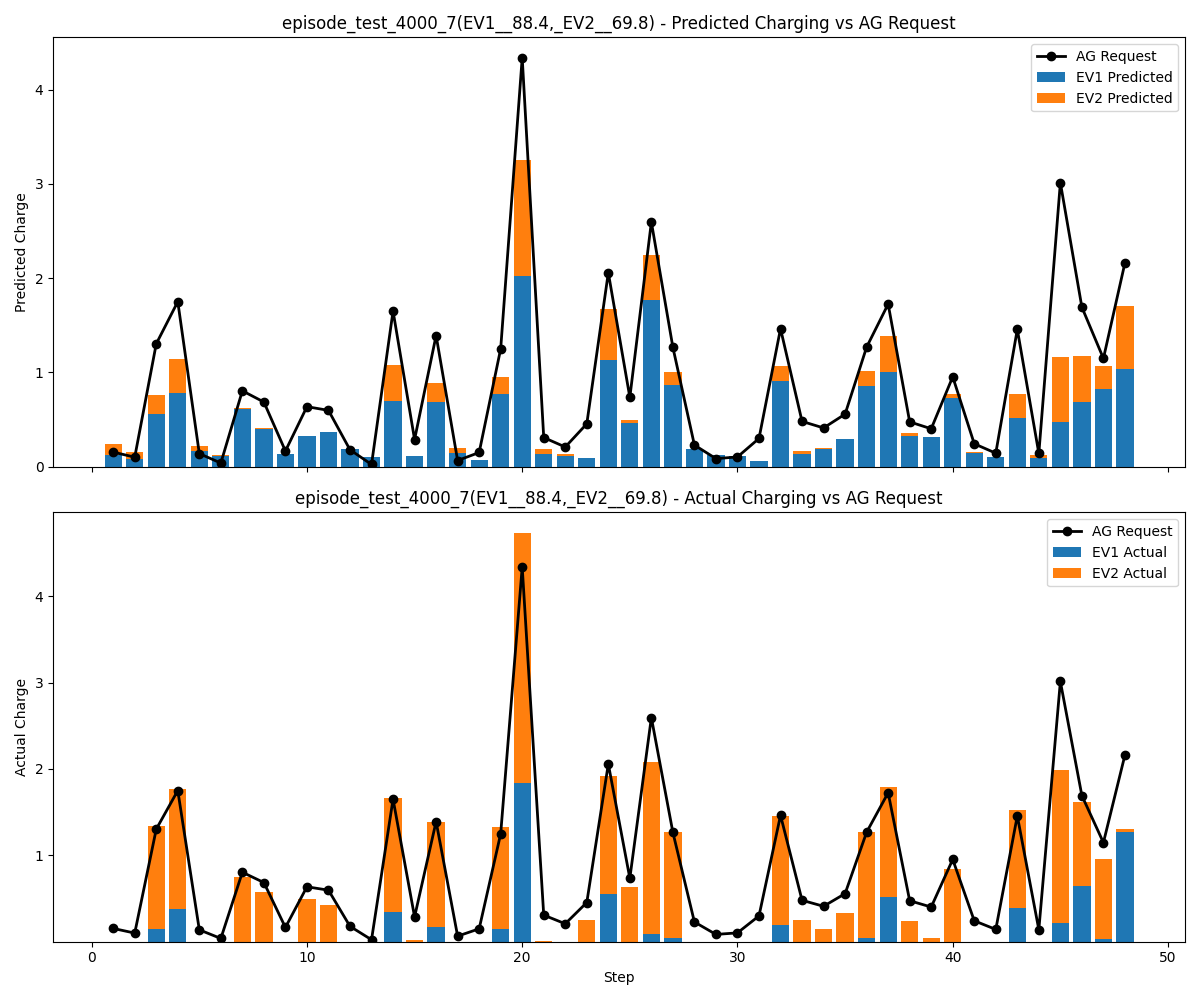 episode_test_4000_7(EV1__88.4,_EV2__69.8) - Predicted Charging vs AG Request
AG Request
EV1 Predicted
EV2 Predicted
Predicted Charge
4
3
2
1
0
episode_test_4000_7(EV1__88.4,_EV2__69.8) - Actual Charging vs AG Request
AG Request
EV1 Actual
EV2 Actual
Actual Charge
4
3
2
1
0
10
20
30
40
50
Step